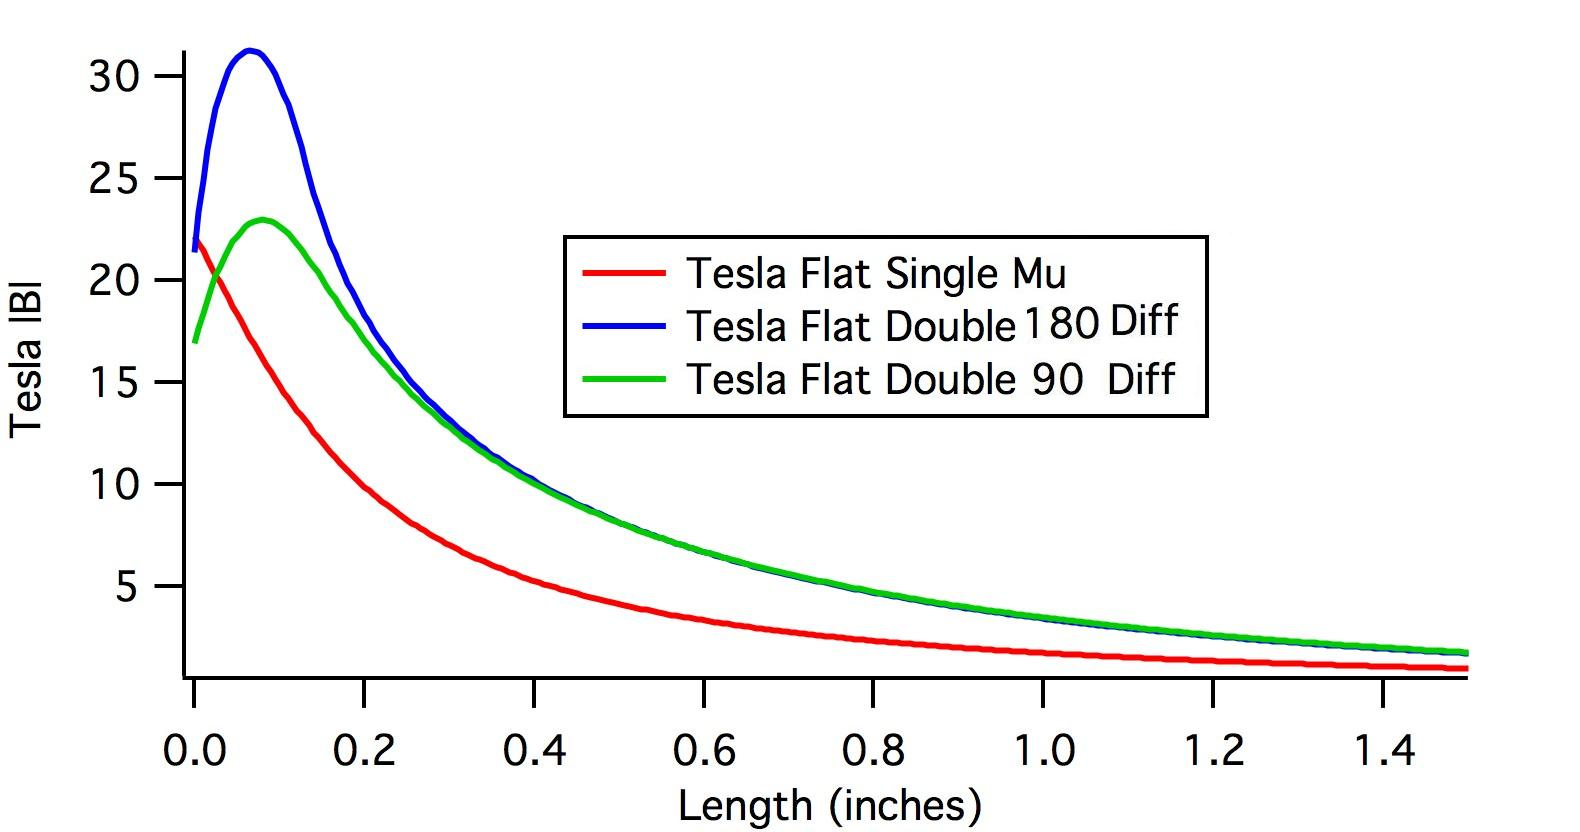 30
25
20
15
10
5
Tesla |B|
Tesla Flat Single Mu
Tesla Flat Double 180 Diff
Tesla Flat Double 90 Diff
0.0 0.2 0.4 0.6 0.8 1.0 1.2 1.4
Length (inches)